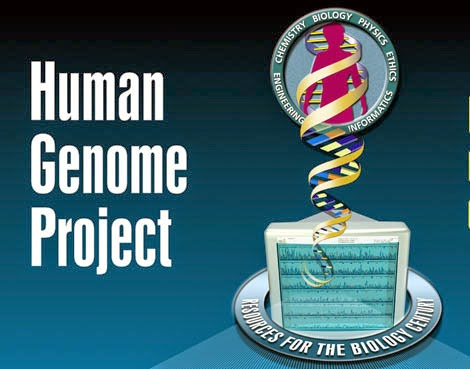 Human
Genome
Project
CHEMISTRY BIOLOGY PHYSICS ETHICS
ENGINEERING
INFORMATICS
RESOURCES FOR THE BIOLOGY CENTURY